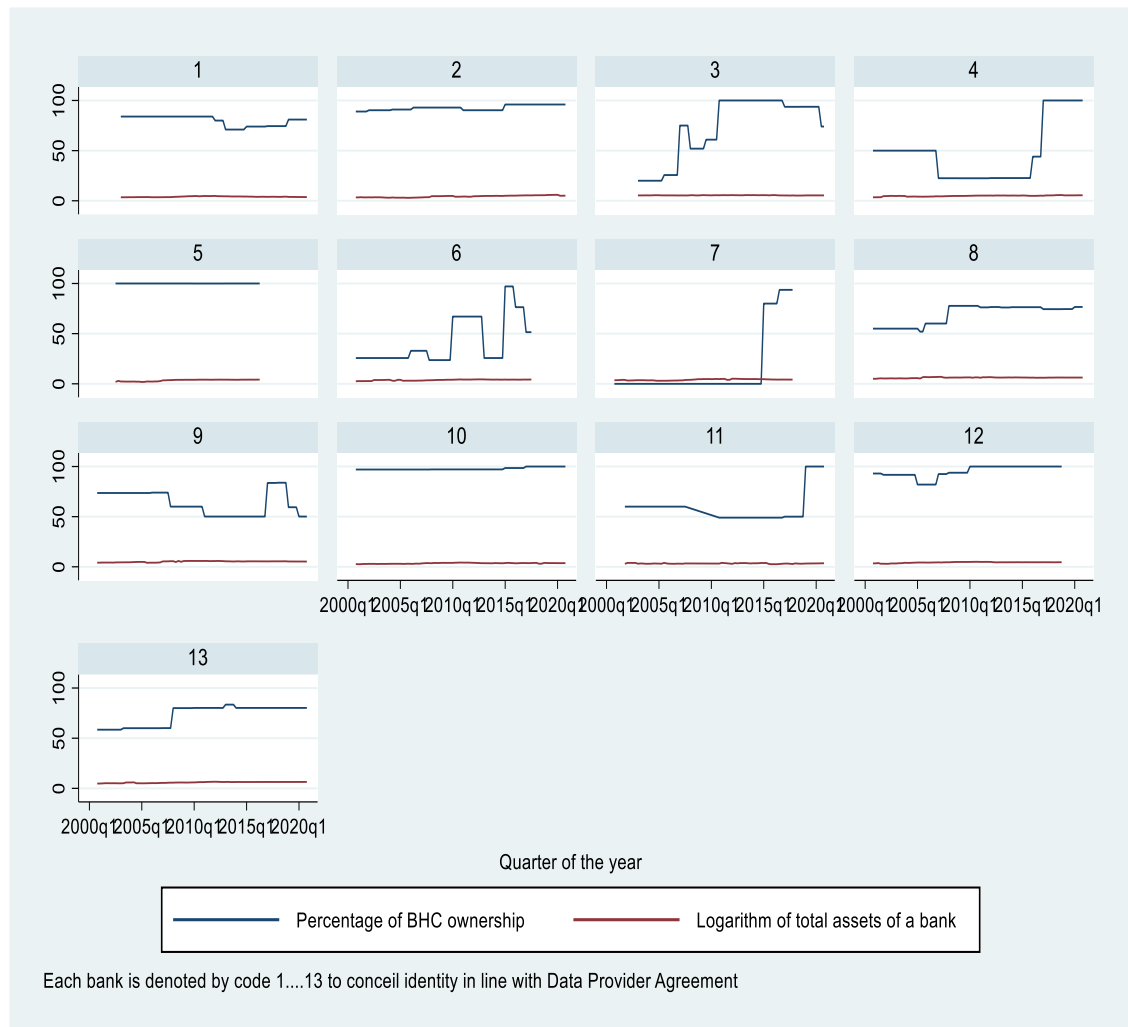 1 2 3 4
100
50
0
5 6 7 8
100
50
0
9 10 11 12
100
50
0
2000q1 2005q1 2010q1 2015q1 2020q1 2000q1 2005q1 2010q1 2015q1 2020q1 2000q1 2005q1 2010q1 2015q1 2020q1
13
100
50
0
2000q1 2005q1 2010q1 2015q1 2020q1
Quarter of the year
Percentage of BHC ownership Logarithm of total assets of a bank
Each bank is denoted by code 1....13 to conceil identity in line with Data Provider Agreement